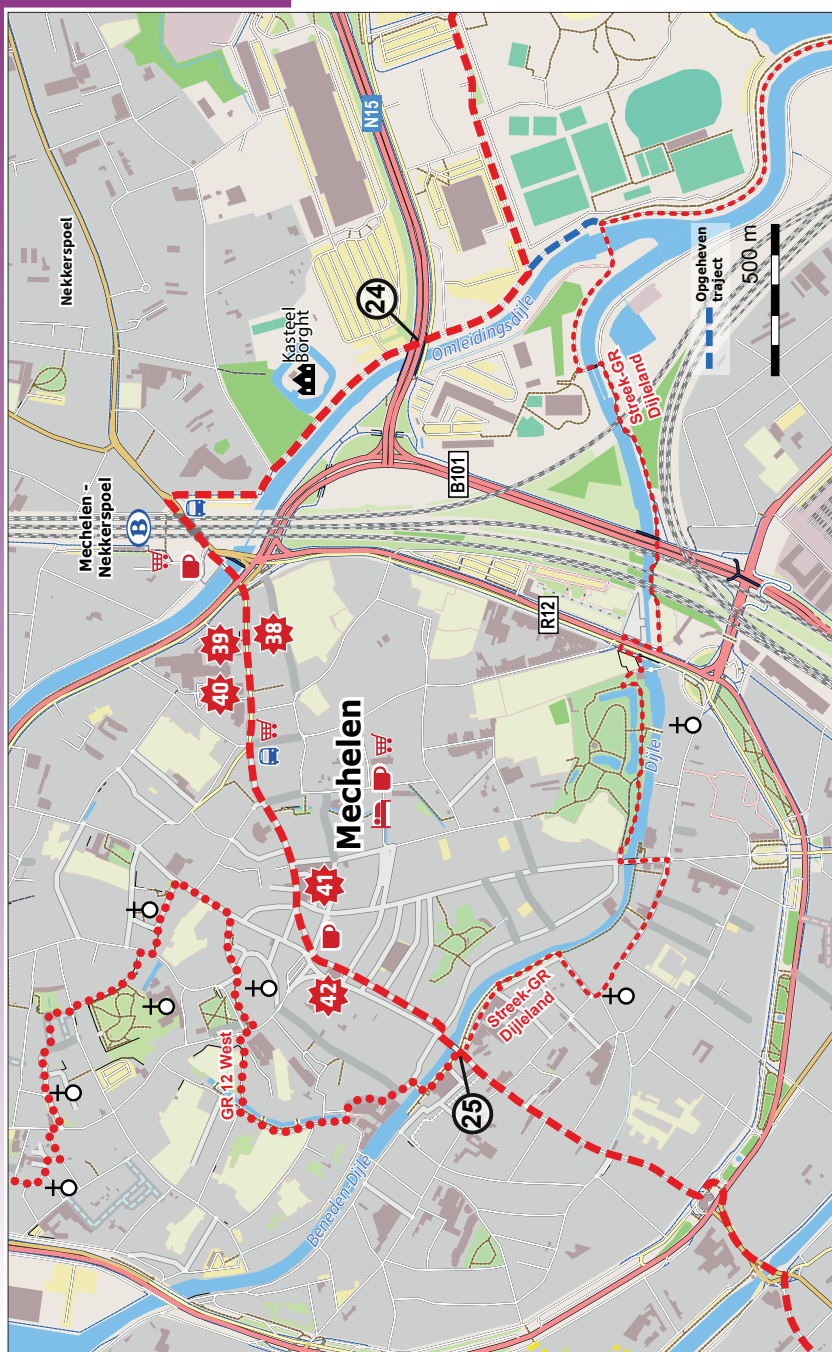 Nekkerspoel
N15
Mechelen -
Nekkerspoel
B
Kasteel
Borght
24
Omleidingsdijle
Opgeheven
traject
500 m
Streek-GR
Dijleland
B101
R12
39
38
40
Mechelen
41
42
Dijle
GR 12 West
Streek-GR
Dijleland
25
Beneden-Dijle